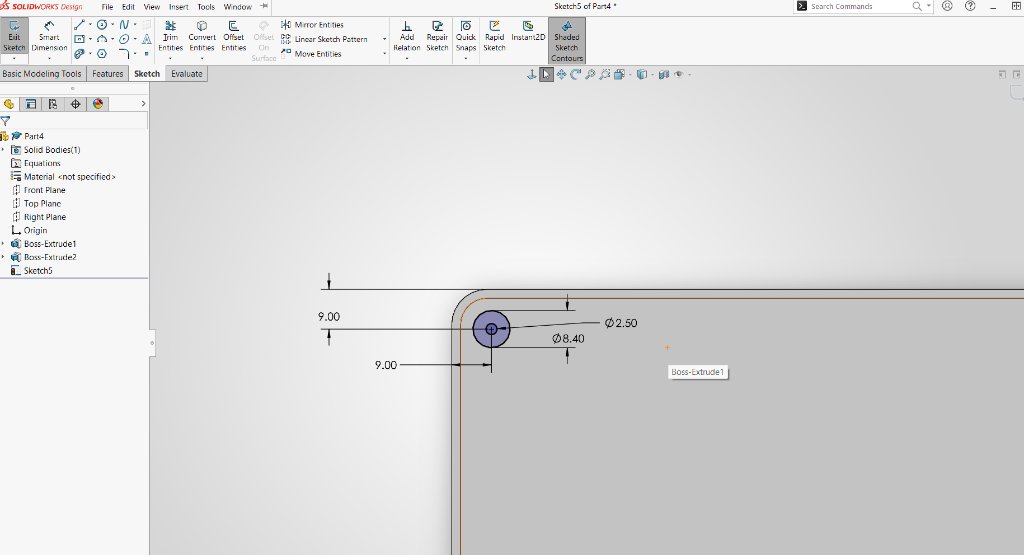 SOLIDWORKS Design File Edit View Insert Tools Window Sketch5 of Part4 * Search Commands
Exit Sketch Smart Dimension Trim Entities Convert Entities Offset Entities Offset On Surface Mirror Entities Linear Sketch Pattern Move Entities Add Relation Repair Sketch Quick Snaps Rapid Sketch Instant2D Shaded Sketch Contours
Basic Modeling Tools Features Sketch Evaluate
Part4
Solid Bodies(1)
Equations
Material <not specified>
Front Plane
Top Plane
Right Plane
Origin
Boss-Extrude1
Boss-Extrude2
Sketch5
9.00
Ø2.50
Ø8.40
9.00
Boss-Extrude1